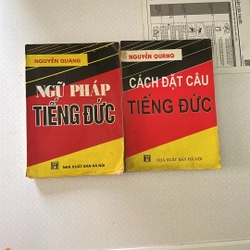 NGUYỄN QUANG
NGỮ PHÁP
TIẾNG ĐỨC
NHÀ XUẤT BẢN HÀ NỘI
NGUYỄN QUANG
CÁCH ĐẶT CÂU
TIẾNG ĐỨC
NHÀ XUẤT BẢN HÀ NỘI